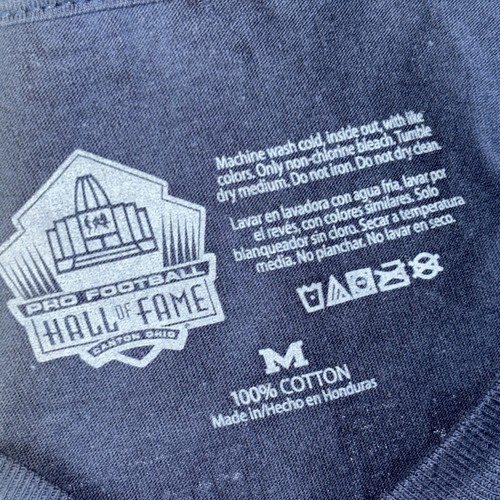 Machine wash cold, inside out, with like
colors. Only non-chlorine bleach. Tumble
dry medium. Do not iron. Do not dry clean.
Lavar en lavadora con agua fria, lavar por
el revés, con colores similares. Solo
blanqueador sin cloro. Secar a temperatura
média. No planchar. No lavar en seco.
PRO FOOTBALL
HALL OF FAME
CANTON OHIO
M
100% COTTON
Made in/Hecho en Honduras